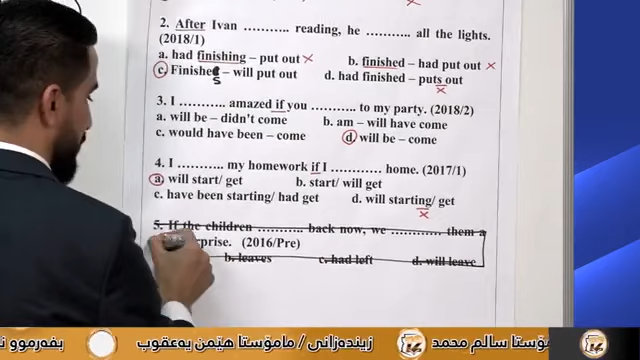 2. After Ivan ……….. reading, he ……….. all the lights.
(2018/1)
a. had finishing – put out ×
b. finished – had put out ×
c. Finishes – will put out
d. had finished – puts out
×
3. I ……….. amazed if you ……….. to my party. (2018/2)
a. will be – didn't come
b. am – will have come
c. would have been – come
d. will be – come
4. I ……….. my homework if I ………… home. (2017/1)
a. will start/ get
b. start/ will get
c. have been starting/ had get
d. will starting/ get
×
5. If the children ……….. back now, we ……….. them a
(2016/Pre)
b. leaves
c. had left
d. will leave
زیندەزانی / مامۆستا هێمن یەعقوب